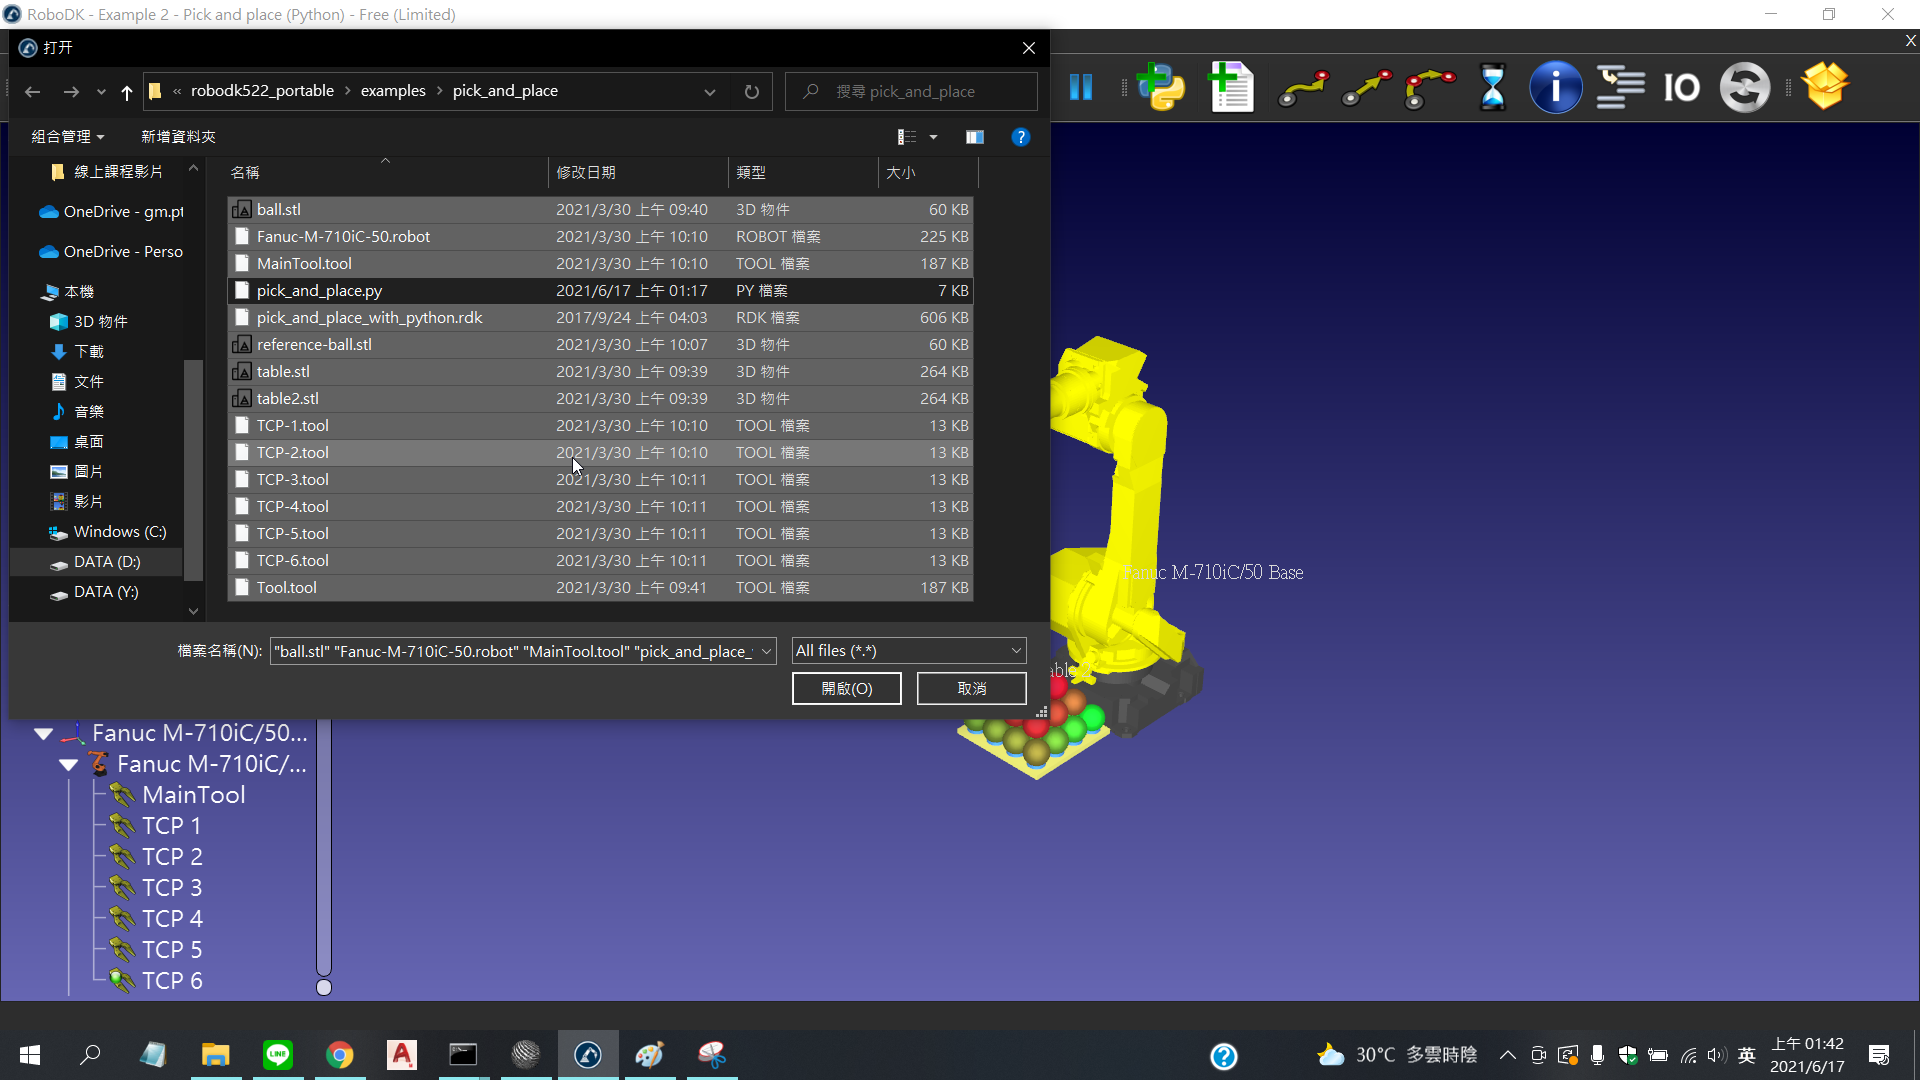 RoboDK - Example 2 - Pick and place (Python) - Free (Limited)
打开
« robodk522_portable › examples › pick_and_place
搜尋 pick_and_place
組合管理
新增資料夾
線上課程影片
OneDrive - gm.pt
OneDrive - Perso
本機
3D 物件
下載
文件
音樂
桌面
圖片
影片
Windows (C:)
DATA (D:)
DATA (Y:)
名稱 修改日期 類型 大小
ball.stl 2021/3/30 上午 09:40 3D 物件 60 KB
Fanuc-M-710iC-50.robot 2021/3/30 上午 10:10 ROBOT 檔案 225 KB
MainTool.tool 2021/3/30 上午 10:10 TOOL 檔案 187 KB
pick_and_place.py 2021/6/17 上午 01:17 PY 檔案 7 KB
pick_and_place_with_python.rdk 2017/9/24 上午 04:03 RDK 檔案 606 KB
reference-ball.stl 2021/3/30 上午 10:07 3D 物件 60 KB
table.stl 2021/3/30 上午 09:39 3D 物件 264 KB
table2.stl 2021/3/30 上午 09:39 3D 物件 264 KB
TCP-1.tool 2021/3/30 上午 10:10 TOOL 檔案 13 KB
TCP-2.tool 2021/3/30 上午 10:10 TOOL 檔案 13 KB
TCP-3.tool 2021/3/30 上午 10:11 TOOL 檔案 13 KB
TCP-4.tool 2021/3/30 上午 10:11 TOOL 檔案 13 KB
TCP-5.tool 2021/3/30 上午 10:11 TOOL 檔案 13 KB
TCP-6.tool 2021/3/30 上午 10:11 TOOL 檔案 13 KB
Tool.tool 2021/3/30 上午 09:41 TOOL 檔案 187 KB
檔案名稱(N): "ball.stl" "Fanuc-M-710iC-50.robot" "MainTool.tool" "pick_and_place_
All files (*.*)
開啟(O)
取消
X
IO
Fanuc M-710iC/50 Base
Fanuc M-710iC/50...
Fanuc M-710iC/...
MainTool
TCP 1
TCP 2
TCP 3
TCP 4
TCP 5
TCP 6
LINE
30°C 多雲時陰
英
上午 01:42
2021/6/17